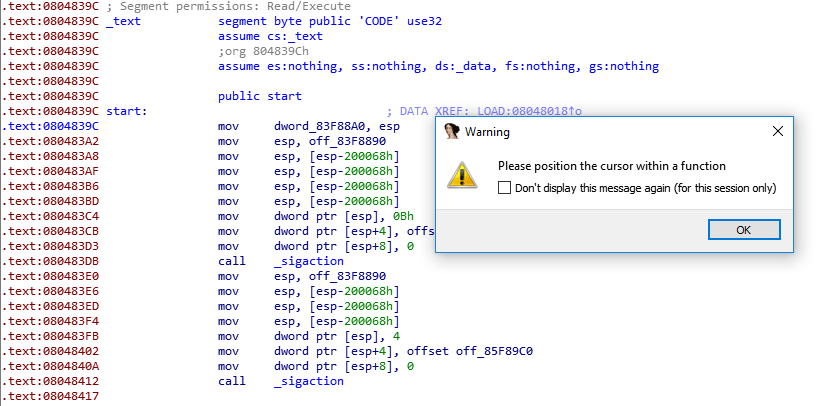 .text:0804839C ; Segment permissions: Read/Execute
.text:0804839C _text segment byte public 'CODE' use32
.text:0804839C assume cs:_text
.text:0804839C ;org 804839Ch
.text:0804839C assume es:nothing, ss:nothing, ds:_data, fs:nothing, gs:nothing
.text:0804839C
.text:0804839C public start
.text:0804839C start: ; DATA XREF: LOAD:08048018↑o
.text:0804839C mov dword_83F88A0, esp
.text:080483A2 mov esp, off_83F8890
.text:080483A8 mov esp, [esp-200068h]
.text:080483AF mov esp, [esp-200068h]
.text:080483B6 mov esp, [esp-200068h]
.text:080483BD mov esp, [esp-200068h]
.text:080483C4 mov dword ptr [esp], 0Bh
.text:080483CB mov dword ptr [esp+4], offs
.text:080483D3 mov dword ptr [esp+8], 0
.text:080483DB call _sigaction
.text:080483E0 mov esp, off_83F8890
.text:080483E6 mov esp, [esp-200068h]
.text:080483ED mov esp, [esp-200068h]
.text:080483F4 mov esp, [esp-200068h]
.text:080483FB mov dword ptr [esp], 4
.text:08048402 mov dword ptr [esp+4], offset off_85F89C0
.text:0804840A mov dword ptr [esp+8], 0
.text:08048412 call _sigaction
.text:08048417
Warning
Please position the cursor within a function
Don't display this message again (for this session only)
OK